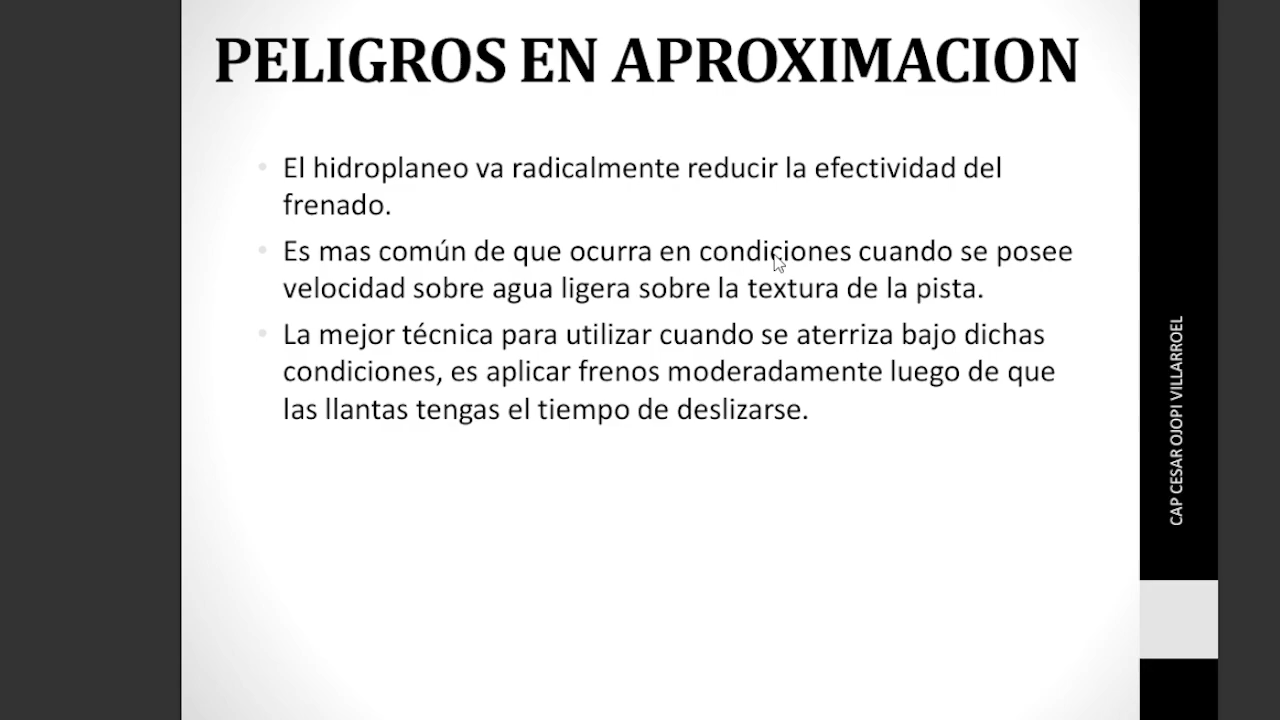 PELIGROS EN APROXIMACION
• El hidroplaneo va radicalmente reducir la efectividad del
frenado.
• Es mas común de que ocurra en condiciones cuando se posee
velocidad sobre agua ligera sobre la textura de la pista.
• La mejor técnica para utilizar cuando se aterriza bajo dichas
condiciones, es aplicar frenos moderadamente luego de que
las llantas tengas el tiempo de deslizarse.
CAP CESAR OJOPI VILLARROEL